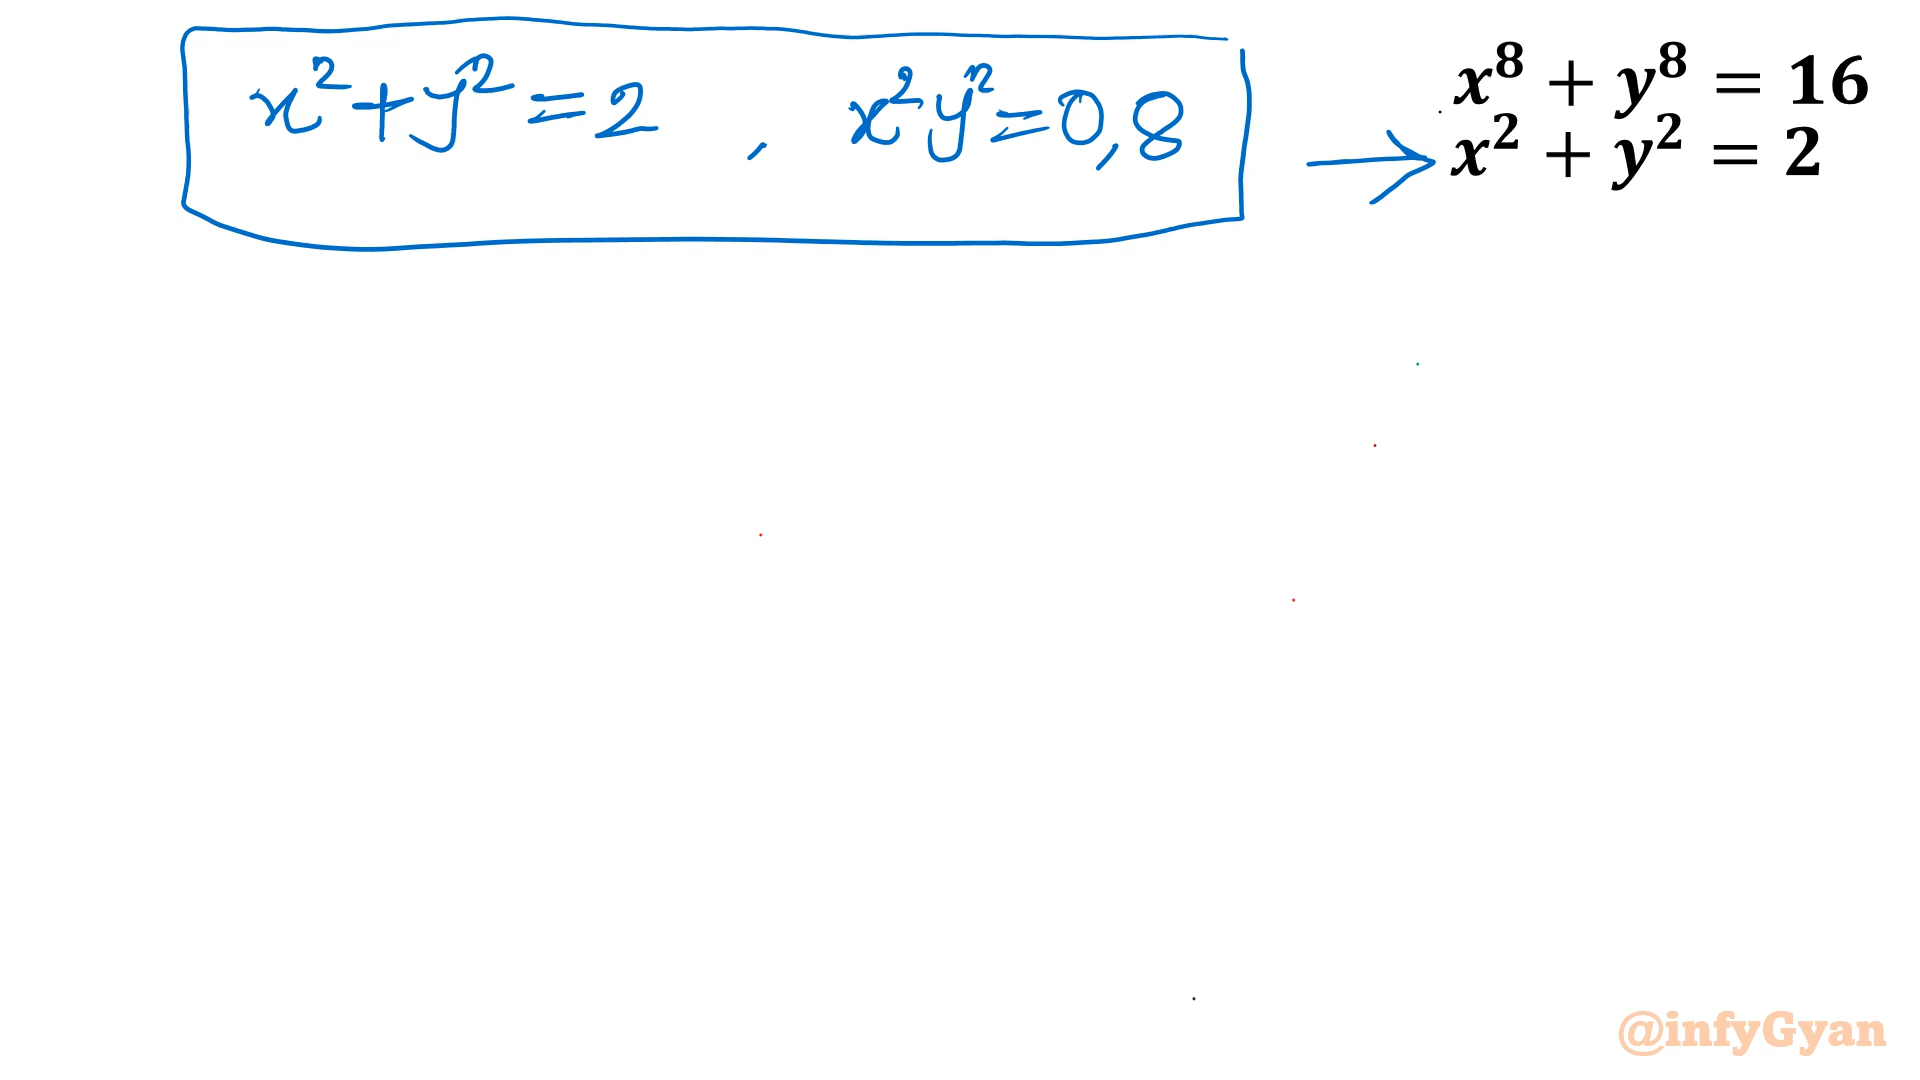 x² + y² = 2 , x²y² = 0,8
x⁸ + y⁸ = 16
x² + y² = 2
@infyGyan